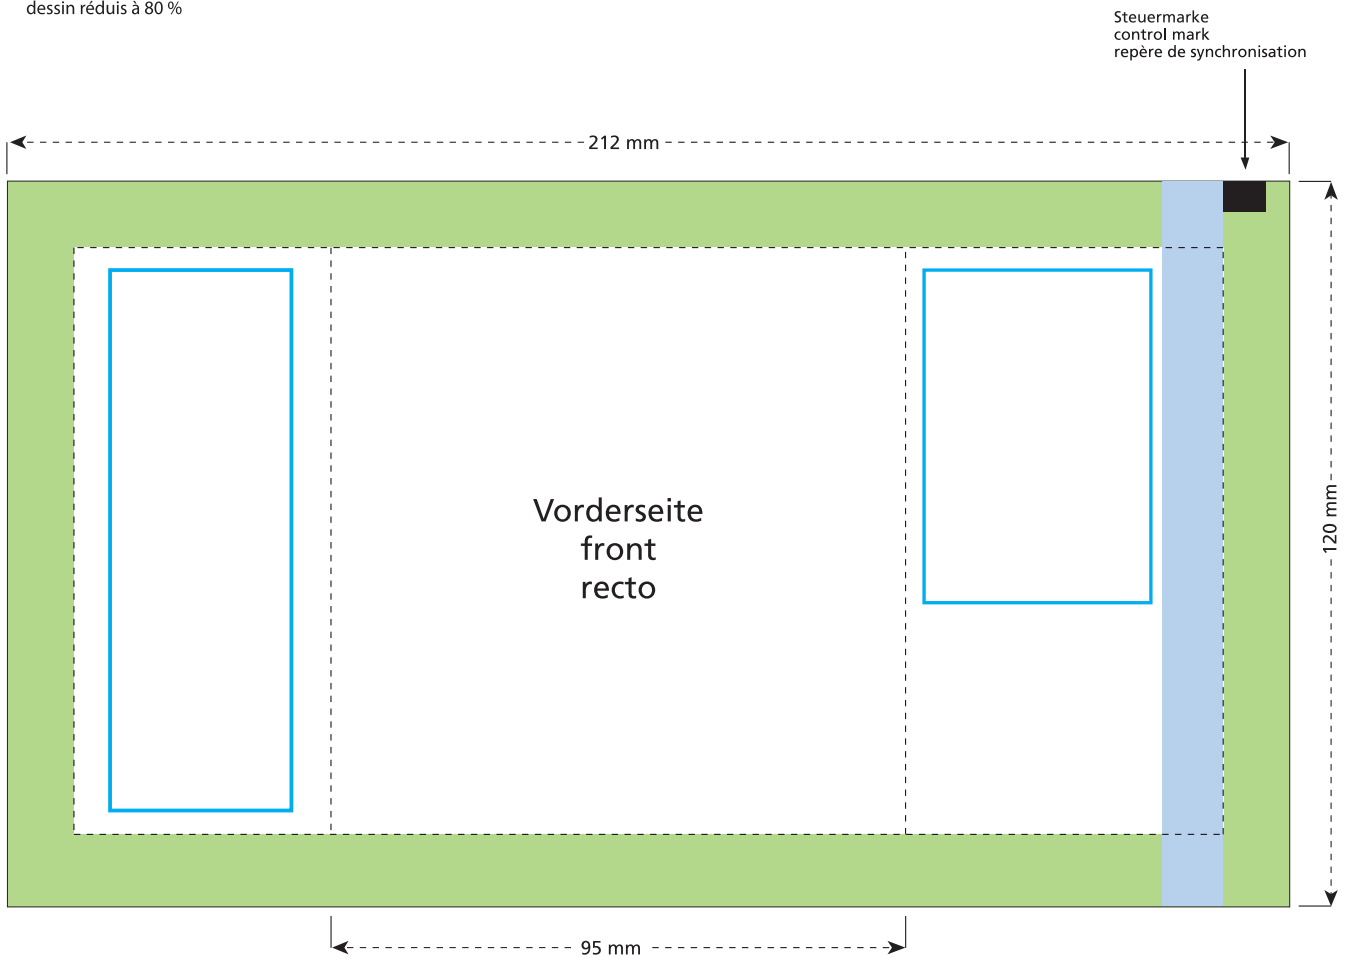 dessin réduis à 80 %
Steuermarke
control mark
repère de synchronisation
212 mm
Vorderseite
front
recto
120 mm
95 mm